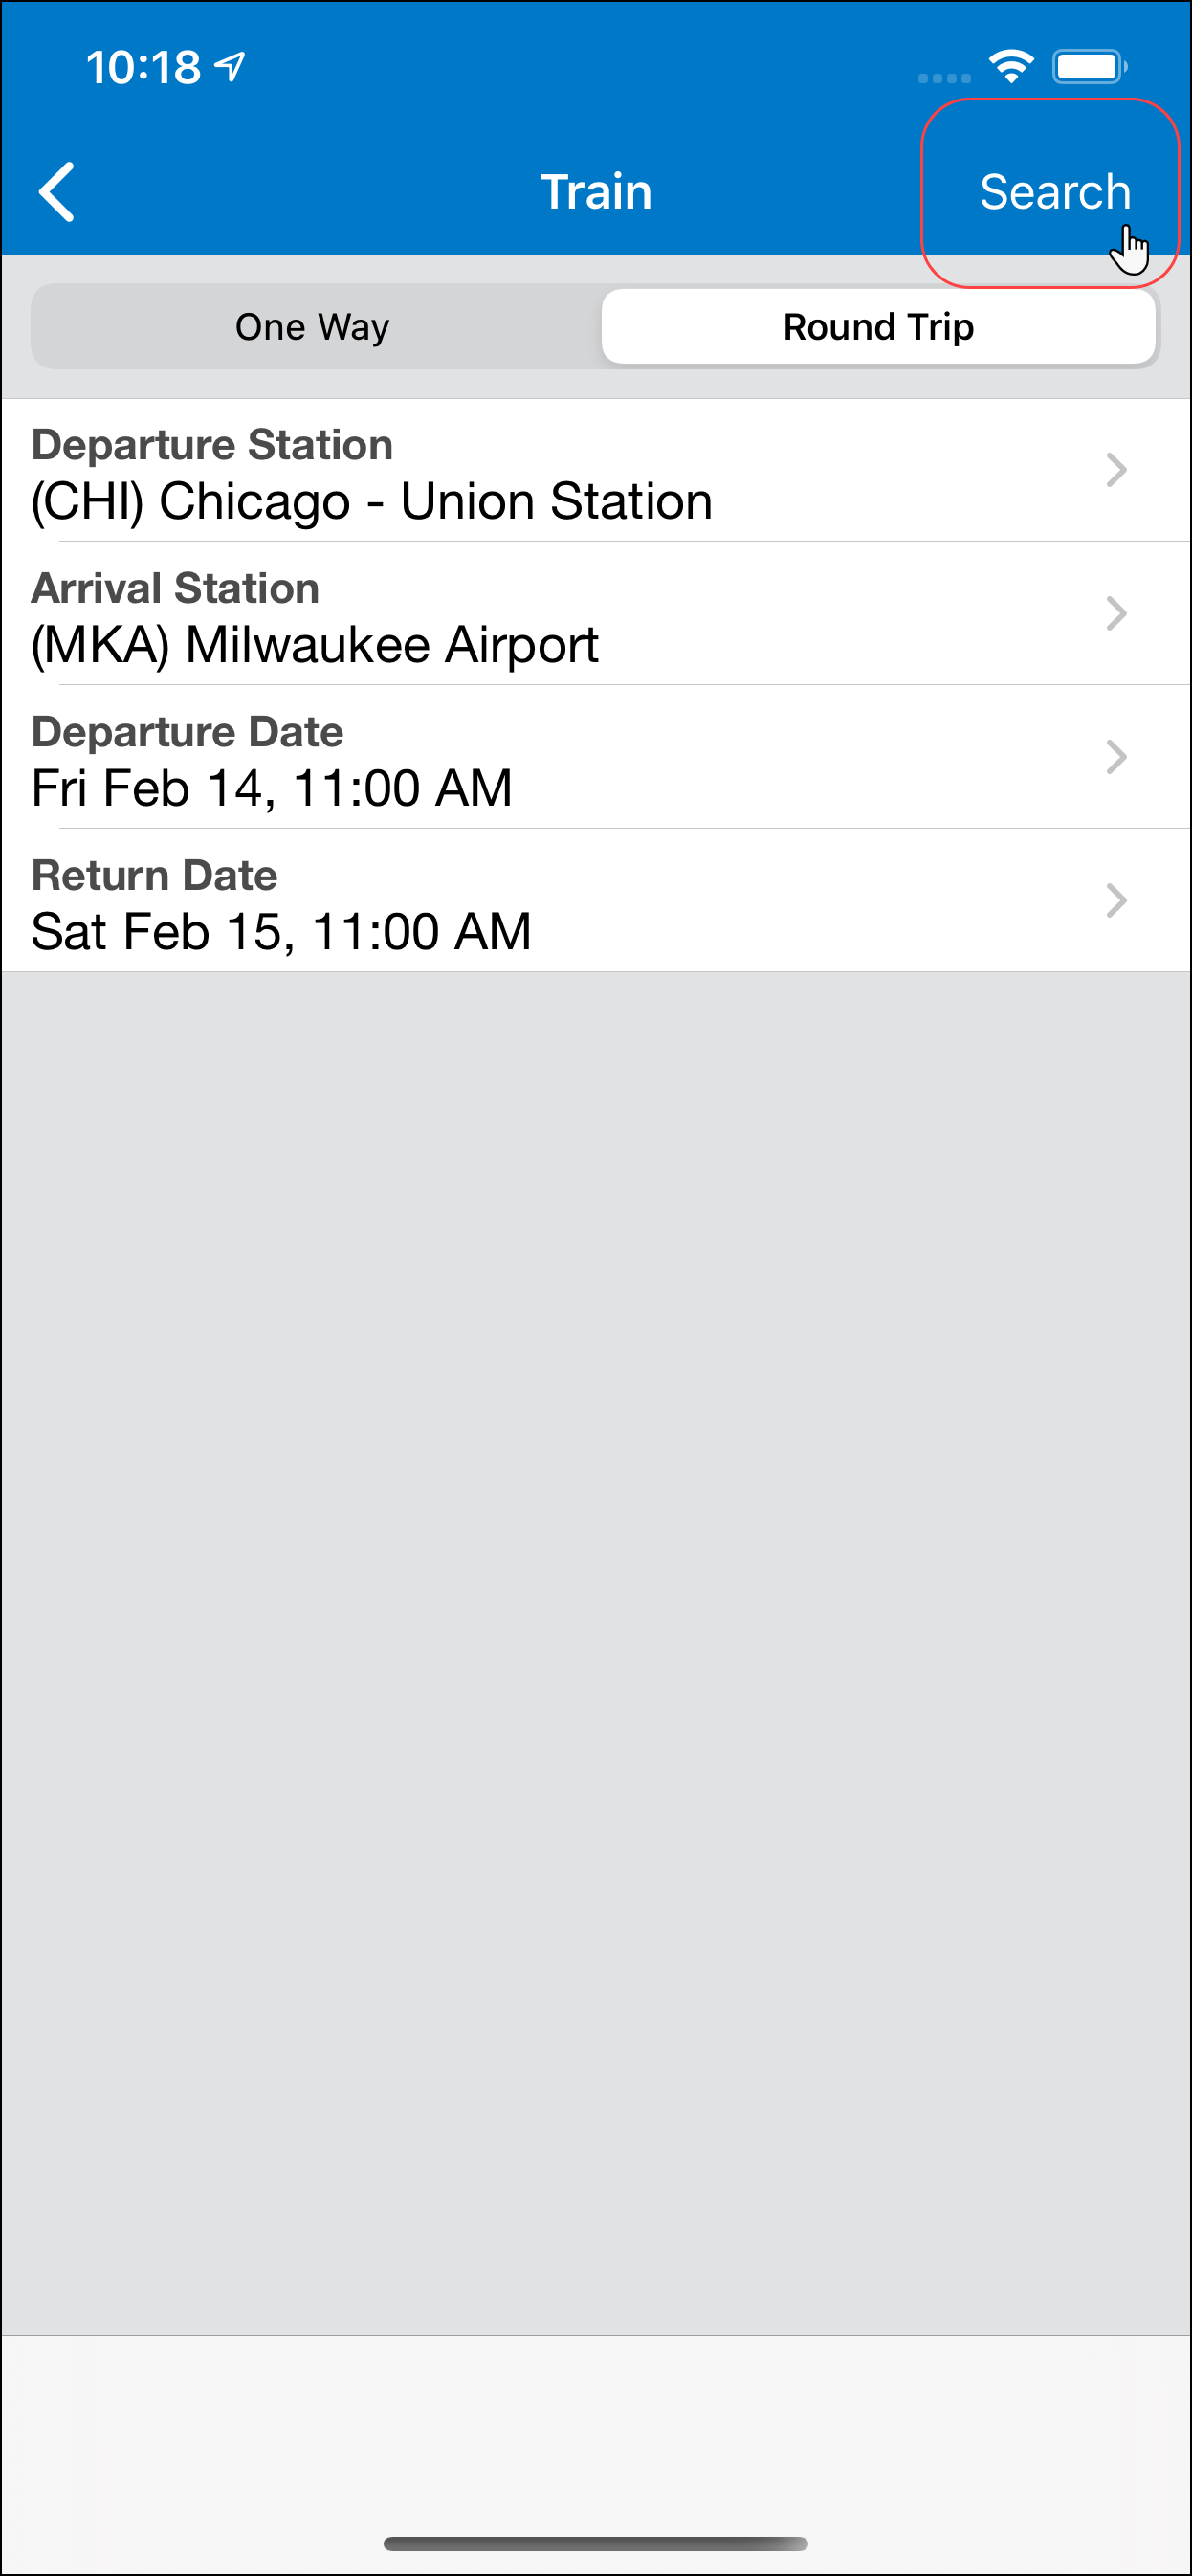 10:18
Train
Search
One Way
Round Trip
Departure Station
(CHI) Chicago - Union Station
Arrival Station
(MKA) Milwaukee Airport
Departure Date
Fri Feb 14, 11:00 AM
Return Date
Sat Feb 15, 11:00 AM